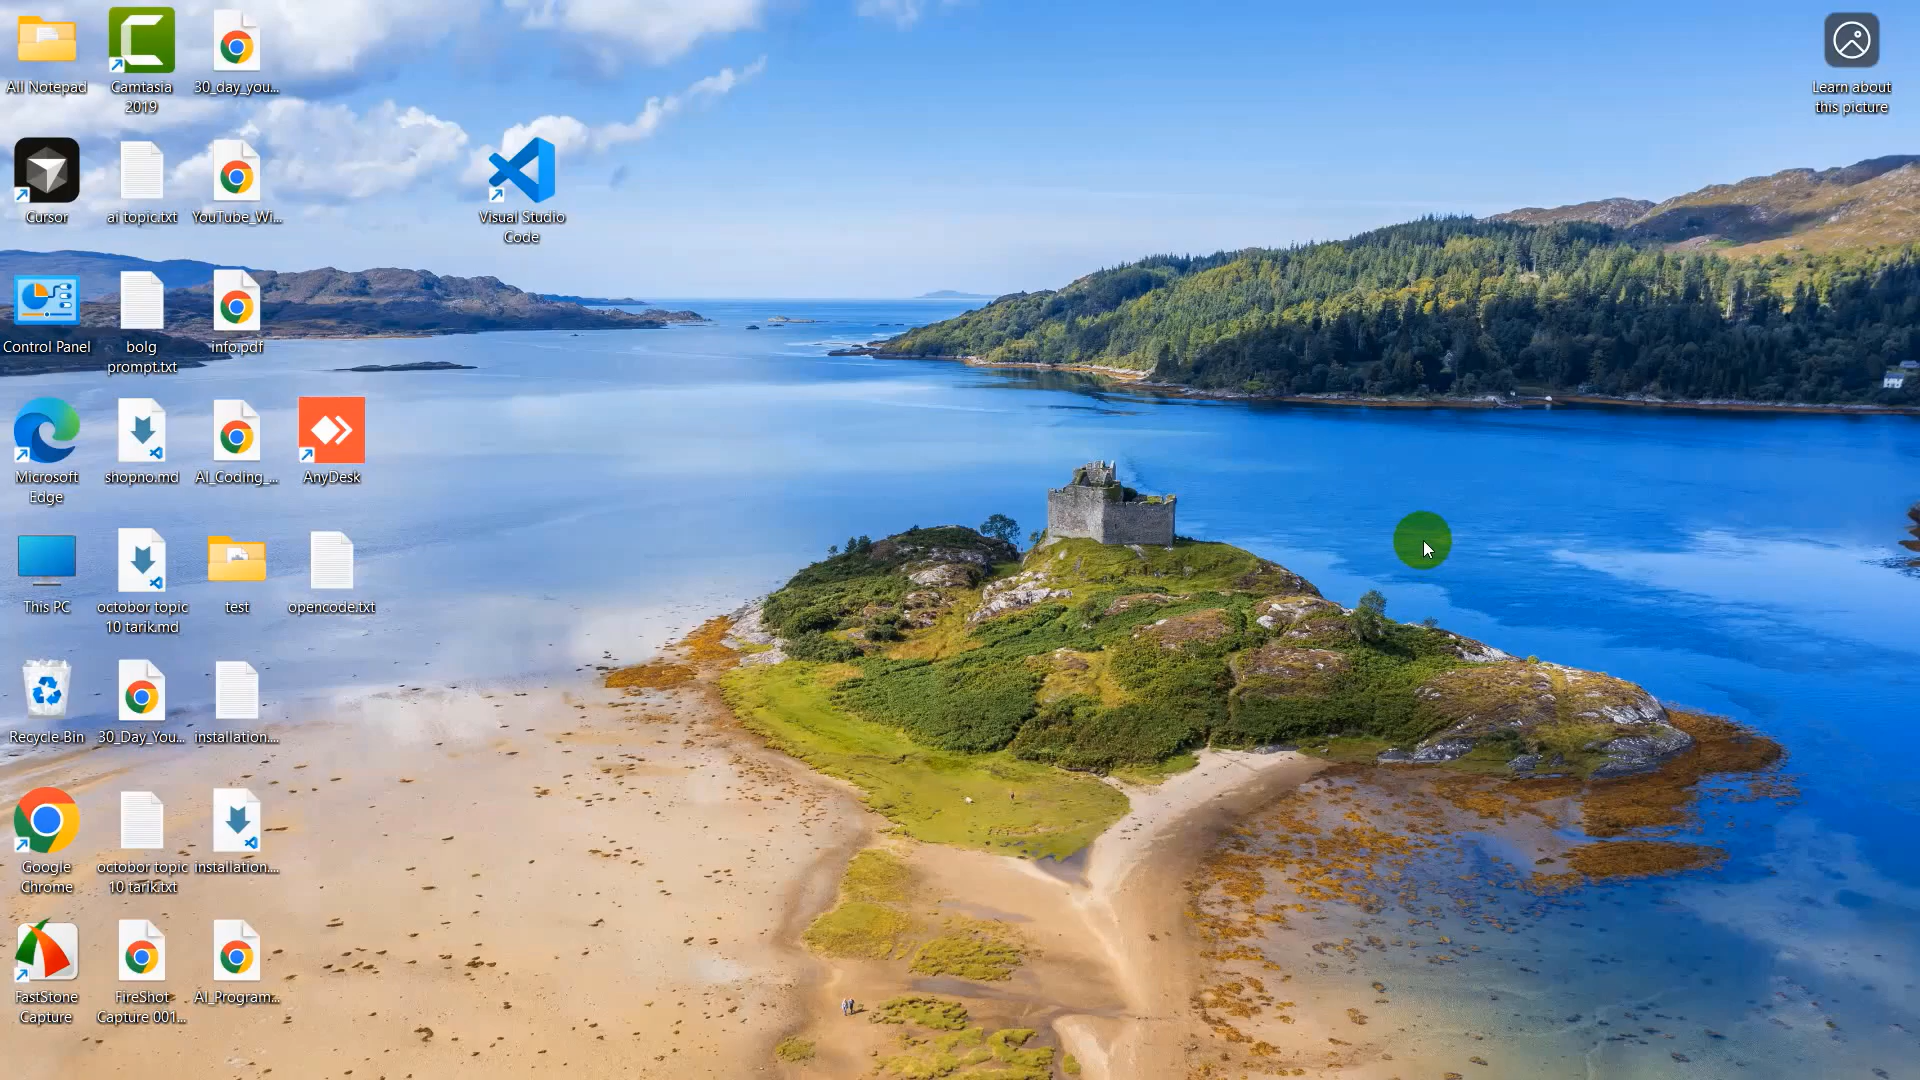 All Notepad
Camtasia
2019
30_day_you...
Learn about
this picture
Cursor
ai topic.txt
YouTube_Wi...
Visual Studio
Code
Control Panel
bolg
prompt.txt
info.pdf
Microsoft
Edge
shopno.md
AI_Coding_...
AnyDesk
This PC
octobor topic
10 tarik.md
test
opencode.txt
Recycle Bin
30_Day_You...
installation....
Google
Chrome
octobor topic
10 tarik.txt
installation....
FastStone
Capture
FireShot
Capture 001...
AI_Program...